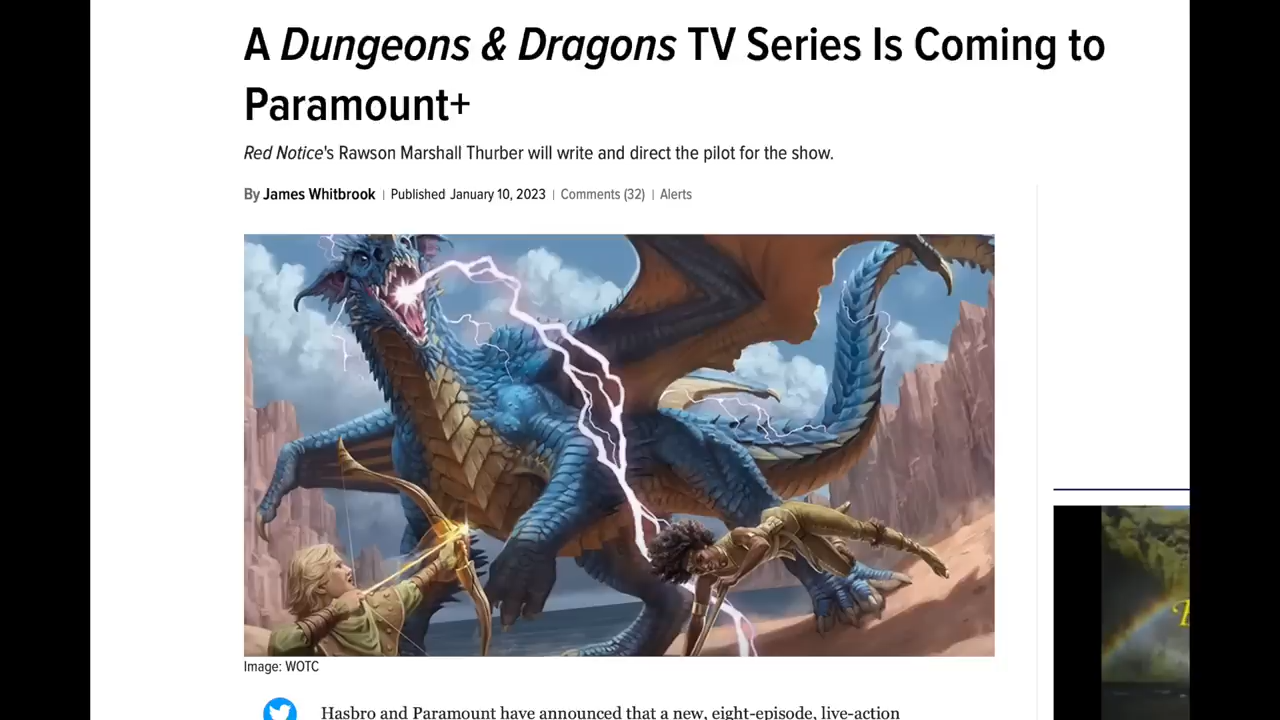 A Dungeons & Dragons TV Series Is Coming to
Paramount+
Red Notice's Rawson Marshall Thurber will write and direct the pilot for the show.
By James Whitbrook | Published January 10, 2023 | Comments (32) | Alerts
Image: WOTC
Hasbro and Paramount have announced that a new, eight-episode, live-action